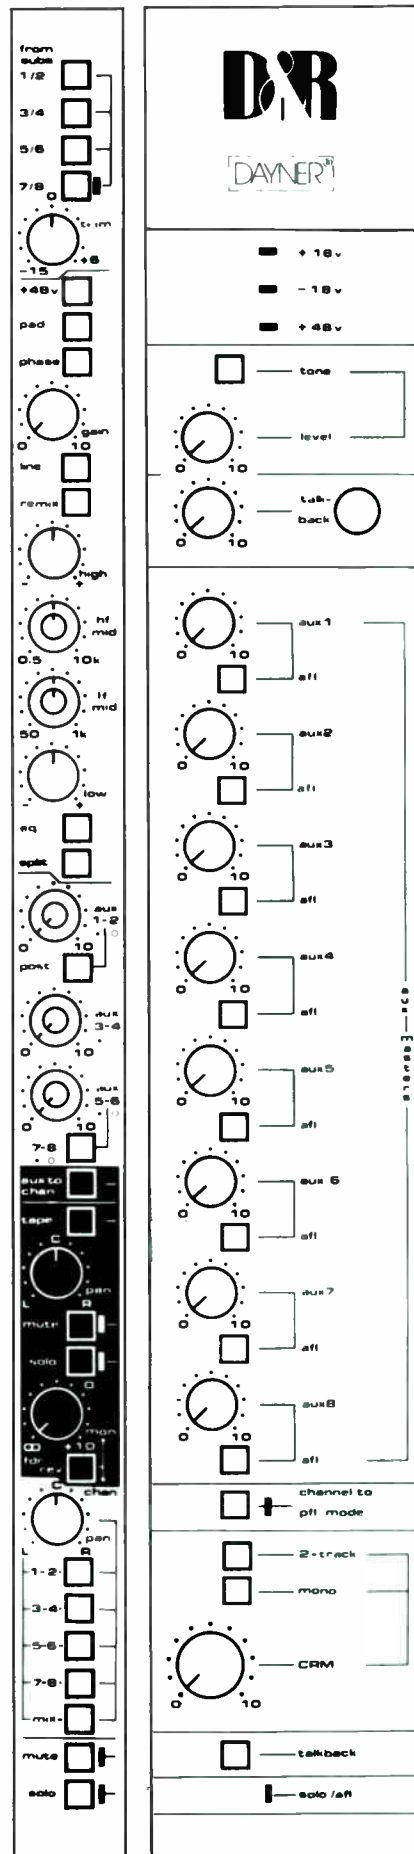 from
subs
1/2
3/4
5/6
7/8
0
trim
-15 +6
+48v
pad
phase
gain
0 10
line
remix
high
- +
hf
mid
0.5 10k
lf
mid
50 1k
low
- +
eq
split
aux
1-2
0 10
post
aux
3-4
0 10
aux
5-6
0 10
7-8
aux to
chan
tape
C
pan
L R
mute
solo
0
mon
∞ +10
fdr
rev
chan
C
pan
L R
1-2
3-4
5-6
7-8
mix
mute
solo
D&R
DAYNER
+18v
-18v
+48v
tone
level
0 10
talk-
back
0 10
aux1
0 10
afl
aux2
0 10
afl
aux3
0 10
afl
aux4
0 10
afl
aux5
0 10
afl
aux 6
0 10
afl
aux7
0 10
afl
aux8
0 10
afl
aux masters
channel to
pfl mode
2-track
mono
CRM
0 10
talkback
solo/afl